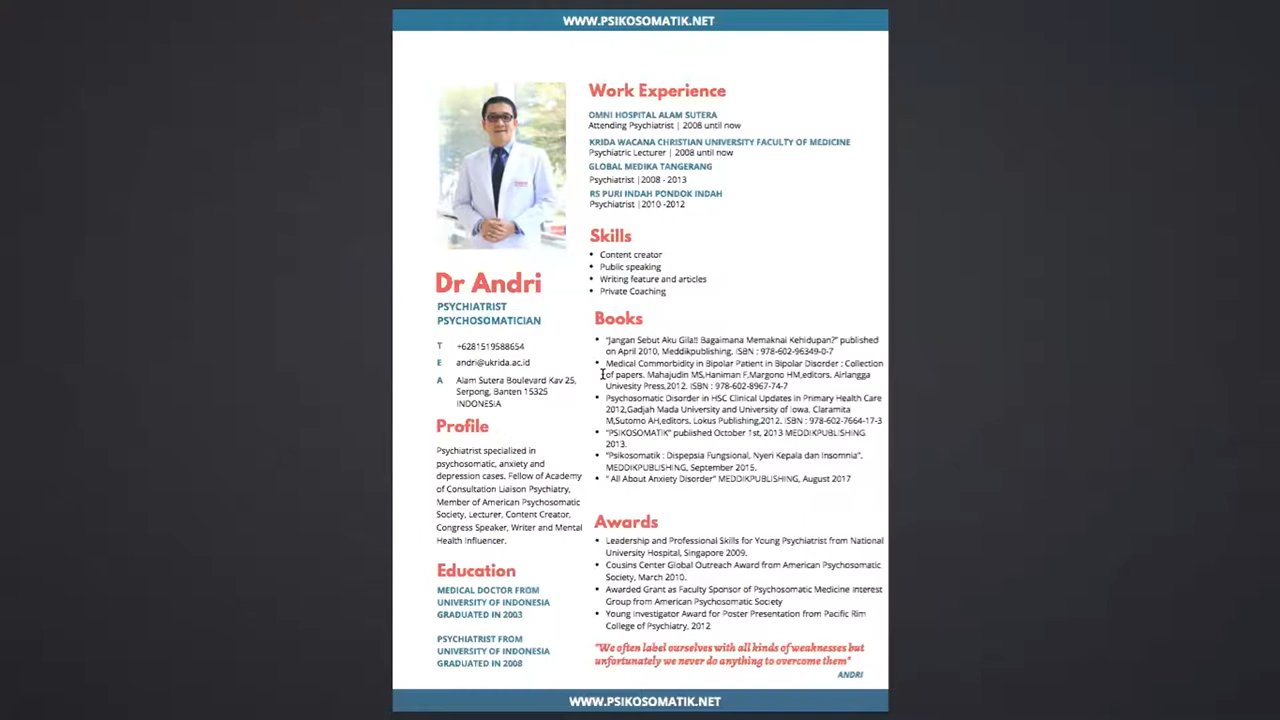 WWW.PSIKOSOMATIK.NET
Dr Andri
PSYCHIATRIST
PSYCHOSOMATICIAN
T +6281519588654
E andri@ukrida.ac.id
A Alam Sutera Boulevard Kav 25,
Serpong, Banten 15325
INDONESIA
Profile
Psychiatrist specialized in
psychosomatic, anxiety and
depression cases, Fellow of Academy
of Consultation Liaison Psychiatry,
Member of American Psychosomatic
Society, Lecturer, Content Creator,
Congress Speaker, Writer and Mental
Health Influencer.
Education
MEDICAL DOCTOR FROM
UNIVERSITY OF INDONESIA
GRADUATED IN 2003
PSYCHIATRIST FROM
UNIVERSITY OF INDONESIA
GRADUATED IN 2008
Work Experience
OMNI HOSPITAL ALAM SUTERA
Attending Psychiatrist | 2008 until now
KRIDA WACANA CHRISTIAN UNIVERSITY FACULTY OF MEDICINE
Psychiatric Lecturer | 2008 until now
GLOBAL MEDIKA TANGERANG
Psychiatrist |2008 - 2013
RS PURI INDAH PONDOK INDAH
Psychiatrist |2010 -2012
Skills
• Content creator
• Public speaking
• Writing feature and articles
• Private Coaching
Books
• "Jangan Sebut Aku Gila!! Bagaimana Memaknai Kehidupan?" published
on April 2010, Meddikpublishing. ISBN : 978-602-96349-0-7
• Medical Commorbidity in Bipolar Patient in Bipolar Disorder : Collection
of papers. Mahajudin MS,Haniman F,Margono HM,editors. Airlangga
Univesity Press,2012. ISBN : 978-602-8967-74-7
• Psychosomatic Disorder in HSC Clinical Updates in Primary Health Care
2012,Gadjah Mada University and University of Iowa. Claramita
M,Sutomo AH,editors. Lokus Publishing,2012. ISBN : 978-602-7664-17-3
• "PSIKOSOMATIK" published October 1st, 2013 MEDDIKPUBLISHING
2013.
• "Psikosomatik : Dispepsia Fungsional, Nyeri Kepala dan Insomnia".
MEDDIKPUBLISHING, September 2015.
• " All About Anxiety Disorder" MEDDIKPUBLISHING, August 2017
Awards
• Leadership and Professional Skills for Young Psychiatrist from National
University Hospital, Singapore 2009.
• Cousins Center Global Outreach Award from American Psychosomatic
Society, March 2010.
• Awarded Grant as Faculty Sponsor of Psychosomatic Medicine Interest
Group from American Psychosomatic Society
• Young Investigator Award for Poster Presentation from Pacific Rim
College of Psychiatry, 2012
"We often label ourselves with all kinds of weaknesses but
unfortunately we never do anything to overcome them"
ANDRI
WWW.PSIKOSOMATIK.NET